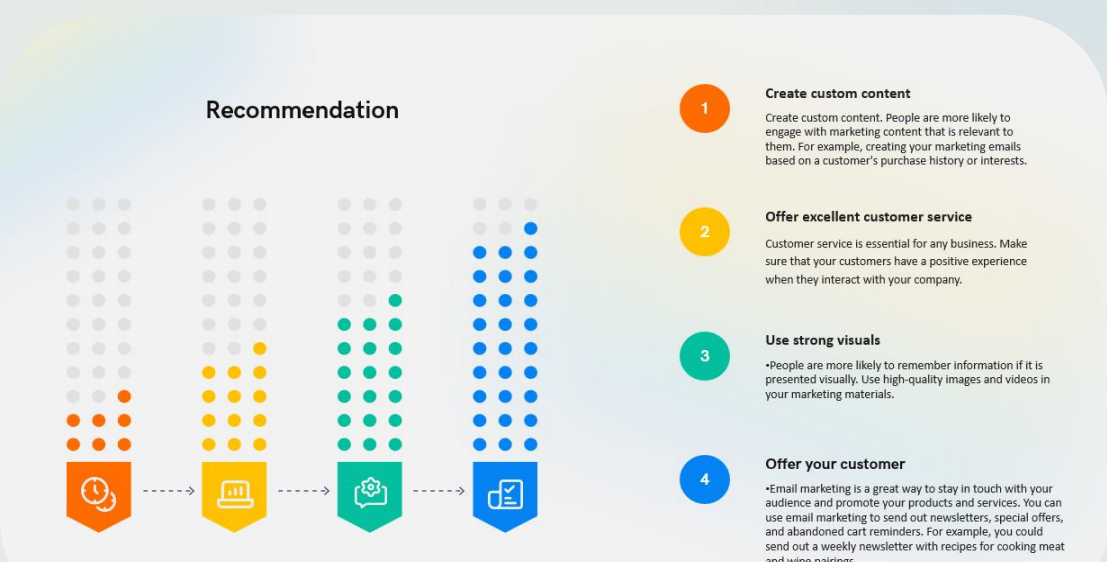 Recommendation
1
Create custom content
Create custom content. People are more likely to
engage with marketing content that is relevant to
them. For example, creating your marketing emails
based on a customer's purchase history or interests.
2
Offer excellent customer service
Customer service is essential for any business. Make
sure that your customers have a positive experience
when they interact with your company.
3
Use strong visuals
•People are more likely to remember information if it is
presented visually. Use high-quality images and videos in
your marketing materials.
4
Offer your customer
•Email marketing is a great way to stay in touch with your
audience and promote your products and services. You can
use email marketing to send out newsletters, special offers,
and abandoned cart reminders. For example, you could
send out a weekly newsletter with recipes for cooking meat
and wine pairings.